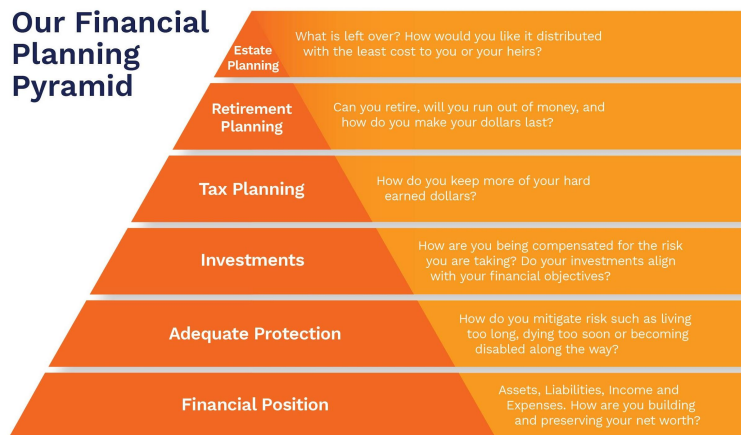 Our Financial
Planning
Pyramid
Estate
Planning
What is left over? How would you like it distributed
with the least cost to you or your heirs?
Retirement
Planning
Can you retire, will you run out of money, and
how do you make your dollars last?
Tax Planning
How do you keep more of your hard
earned dollars?
Investments
How are you being compensated for the risk
you are taking? Do your investments align
with your financial objectives?
Adequate Protection
How do you mitigate risk such as living
too long, dying too soon or becoming
disabled along the way?
Financial Position
Assets, Liabilities, Income and
Expenses. How are you building
and preserving your net worth?